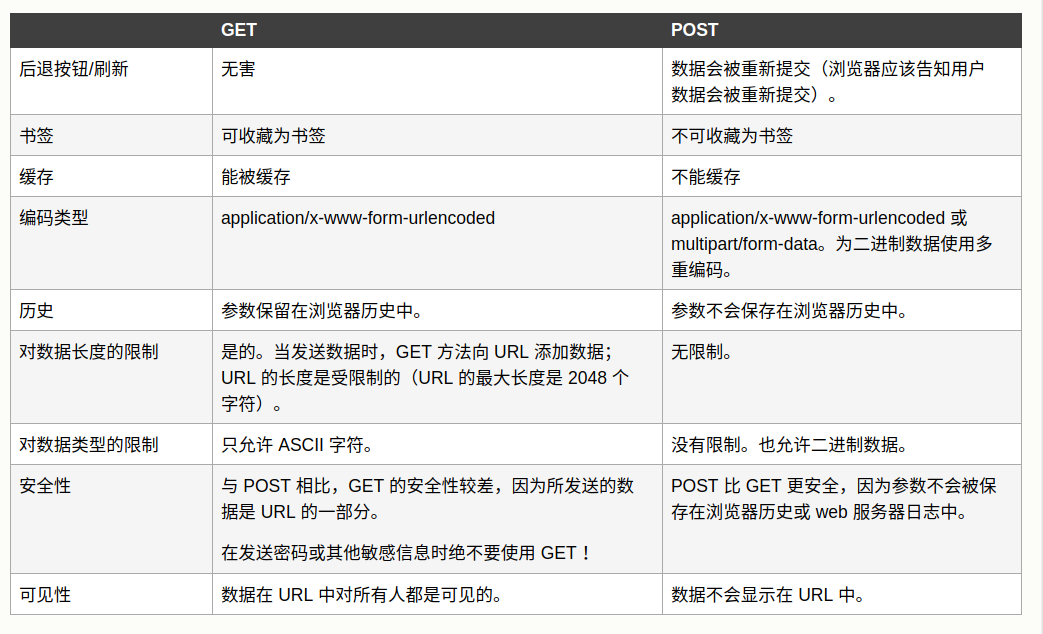 GET POST
后退按钮/刷新 无害 数据会被重新提交（浏览器应该告知用户
数据会被重新提交）。
书签 可收藏为书签 不可收藏为书签
缓存 能被缓存 不能缓存
编码类型 application/x-www-form-urlencoded application/x-www-form-urlencoded 或
multipart/form-data。为二进制数据使用多
重编码。
历史 参数保留在浏览器历史中。 参数不会保存在浏览器历史中。
对数据长度的限制 是的。当发送数据时，GET 方法向 URL 添加数据； 无限制。
URL 的长度是受限制的（URL 的最大长度是 2048 个
字符）。
对数据类型的限制 只允许 ASCII 字符。 没有限制。也允许二进制数据。
安全性 与 POST 相比，GET 的安全性较差，因为所发送的数 POST 比 GET 更安全，因为参数不会被保
据是 URL 的一部分。 存在浏览器历史或 web 服务器日志中。
在发送密码或其他敏感信息时绝不要使用 GET ！
可见性 数据在 URL 中对所有人都是可见的。 数据不会显示在 URL 中。